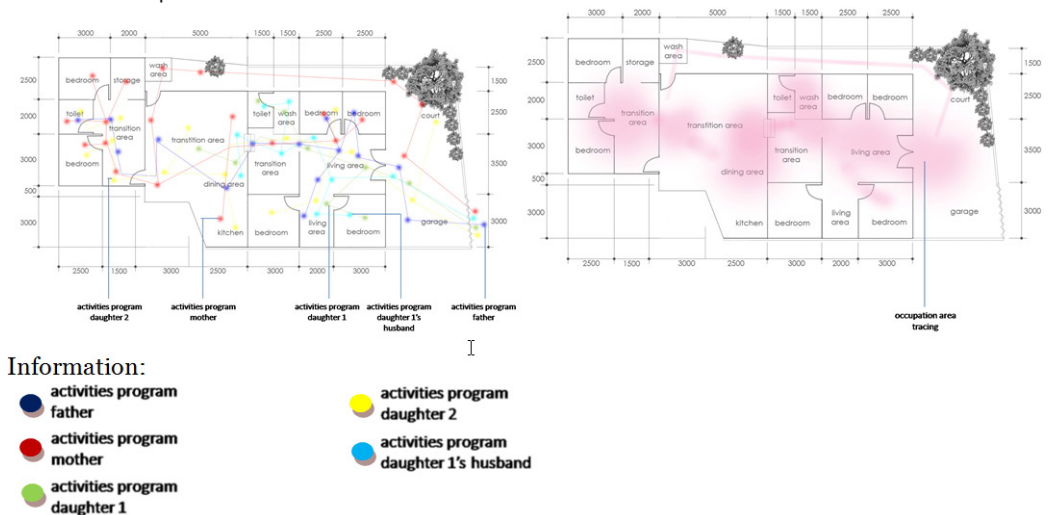 3000 2000 5000 1500 1500 2500 2500
wash
area
bedroom storage
2500
1500
2500
toilet
2000
toilet wash
area
bedroom bedroom
court
transition
area
transtition area
3000
bedroom
transition
area
living area
3500
500
dining area
3000
kitchen bedroom living
area
bedroom garage
3000
2500 1500 3000 2500 3000 2000 3000
activities program
daughter 2
activities program
mother
activities program
daughter 1
activities program
daughter 1's
husband
activities program
father
3000 2000 5000 1500 1500 2000 2500
wash
area
bedroom storage
2500
1500
2500
toilet
2000
toilet wash
area
bedroom bedroom
court
transition
area
transtition area
3000
bedroom
transition
area
living area
3500
500
dining area
3000
kitchen bedroom living
area
bedroom garage
3000
2500 1500 3000 2500 3000 2000 3000
occupation area
tracing
Information:
activities program
father
activities program
mother
activities program
daughter 1
activities program
daughter 2
activities program
daughter 1's husband